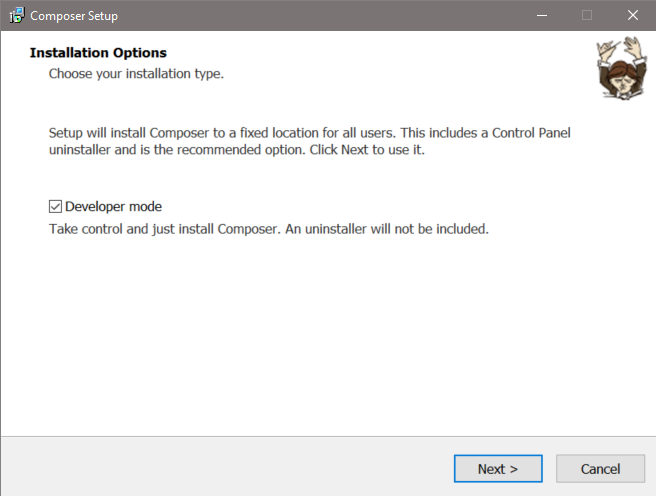 Composer Setup
Installation Options
Choose your installation type.
Setup will install Composer to a fixed location for all users. This includes a Control Panel
uninstaller and is the recommended option. Click Next to use it.
Developer mode
Take control and just install Composer. An uninstaller will not be included.
Next >
Cancel